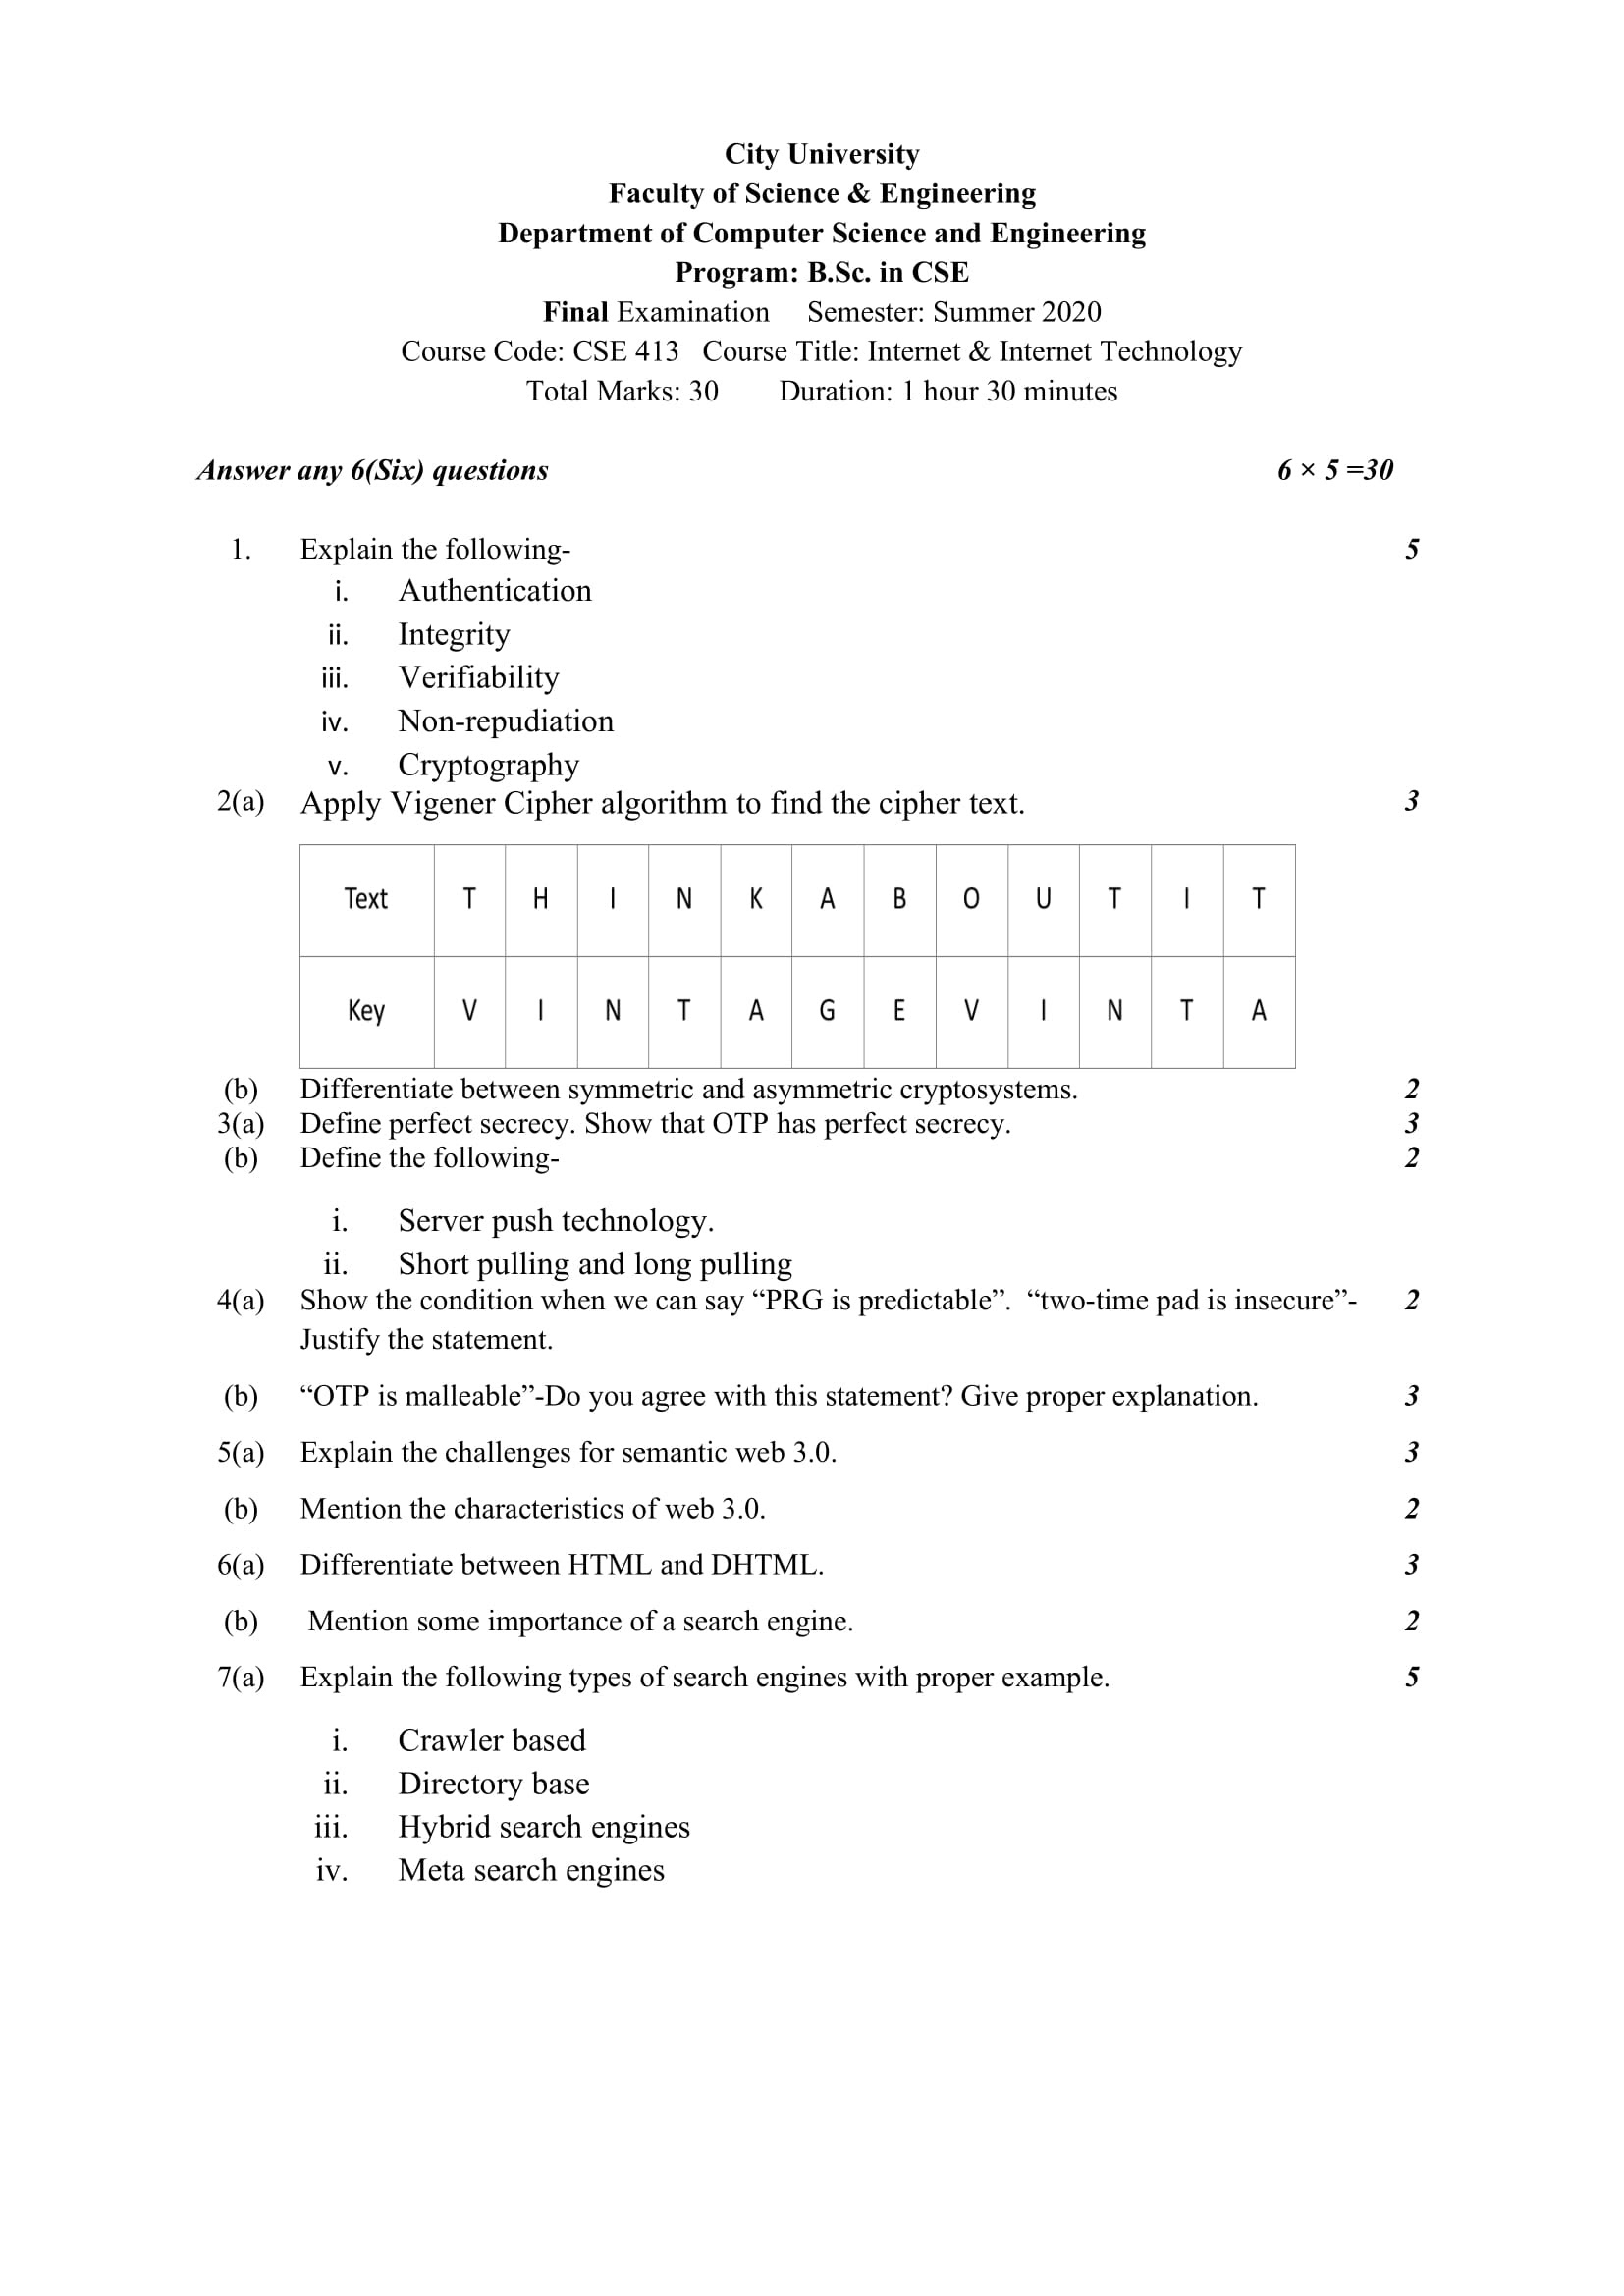 City University
Faculty of Science & Engineering
Department of Computer Science and Engineering
Program: B.Sc. in CSE
Final Examination Semester: Summer 2020
Course Code: CSE 413 Course Title: Internet & Internet Technology
Total Marks: 30 Duration: 1 hour 30 minutes
Answer any 6(Six) questions 6 × 5 =30
1. Explain the following- 5
i. Authentication
ii. Integrity
iii. Verifiability
iv. Non-repudiation
v. Cryptography
2(a) Apply Vigener Cipher algorithm to find the cipher text. 3
Text T H I N K A B O U T I T
Key V I N T A G E V I N T A
(b) Differentiate between symmetric and asymmetric cryptosystems. 2
3(a) Define perfect secrecy. Show that OTP has perfect secrecy. 3
(b) Define the following- 2
i. Server push technology.
ii. Short pulling and long pulling
4(a) Show the condition when we can say “PRG is predictable”. “two-time pad is insecure”- 2
Justify the statement.
(b) “OTP is malleable”-Do you agree with this statement? Give proper explanation. 3
5(a) Explain the challenges for semantic web 3.0. 3
(b) Mention the characteristics of web 3.0. 2
6(a) Differentiate between HTML and DHTML. 3
(b) Mention some importance of a search engine. 2
7(a) Explain the following types of search engines with proper example. 5
i. Crawler based
ii. Directory base
iii. Hybrid search engines
iv. Meta search engines